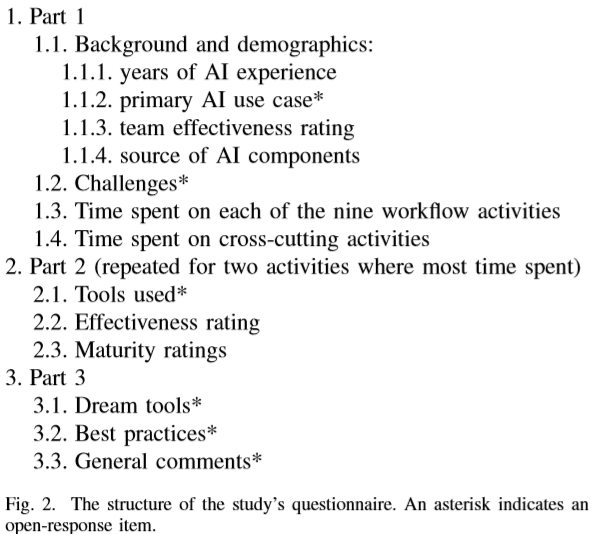 1. Part 1
1.1. Background and demographics:
1.1.1. years of AI experience
1.1.2. primary AI use case*
1.1.3. team effectiveness rating
1.1.4. source of AI components
1.2. Challenges*
1.3. Time spent on each of the nine workflow activities
1.4. Time spent on cross-cutting activities
2. Part 2 (repeated for two activities where most time spent)
2.1. Tools used*
2.2. Effectiveness rating
2.3. Maturity ratings
3. Part 3
3.1. Dream tools*
3.2. Best practices*
3.3. General comments*
Fig. 2. The structure of the study's questionnaire. An asterisk indicates an
open-response item.